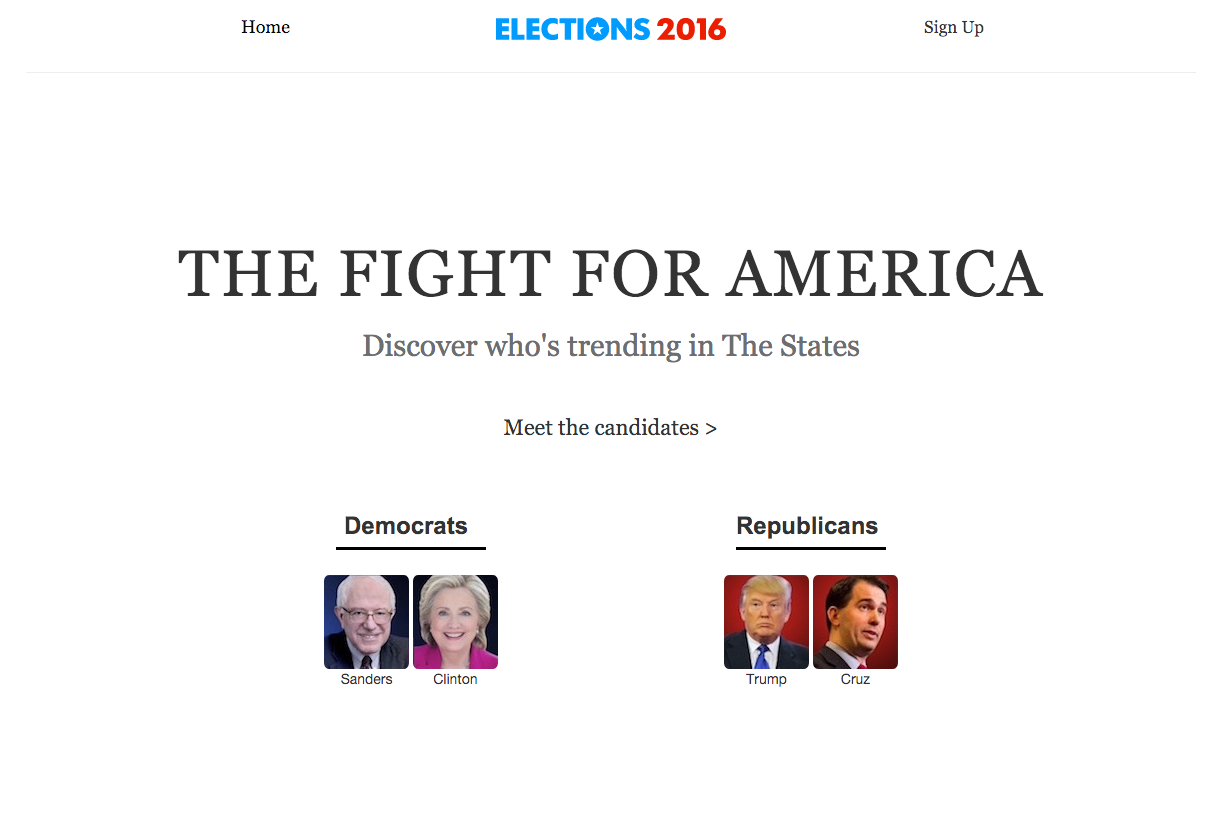 Home
ELECTIONS 2016
Sign Up
THE FIGHT FOR AMERICA
Discover who's trending in The States
Meet the candidates >
Democrats
Republicans
Sanders
Clinton
Trump
Cruz